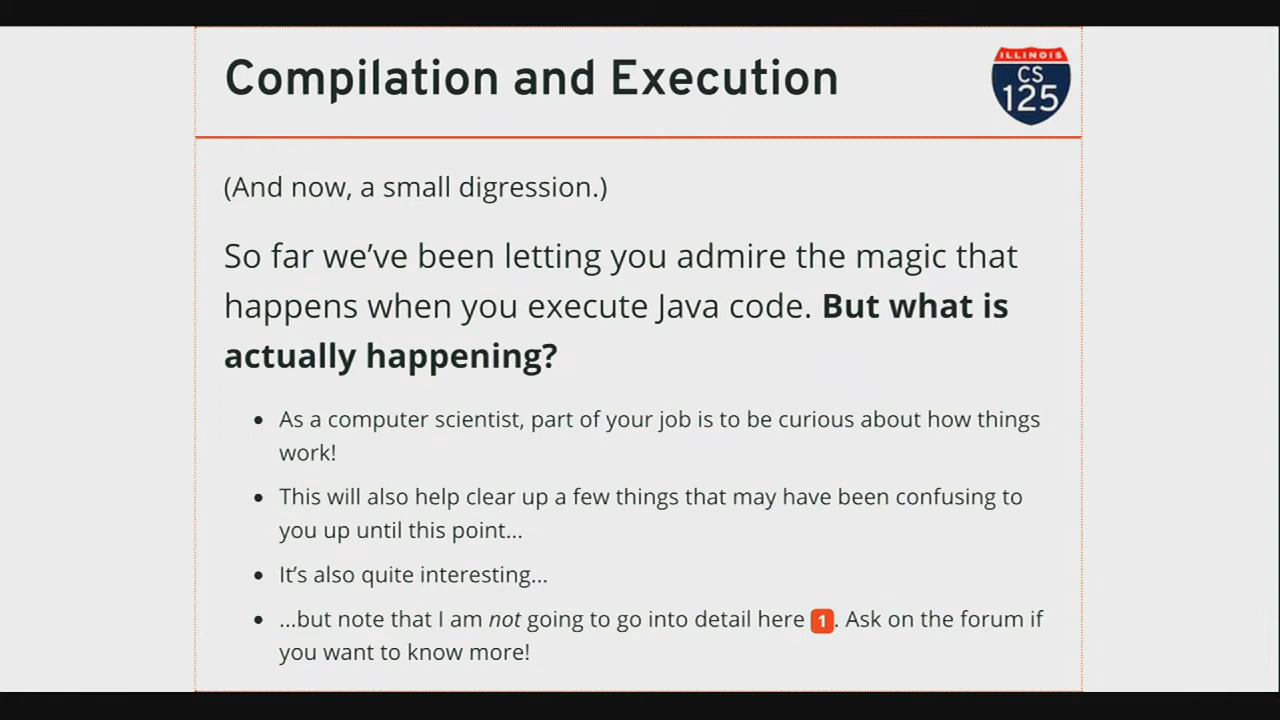 Compilation and Execution
ILLINOIS
CS
125
(And now, a small digression.)
So far we've been letting you admire the magic that
happens when you execute Java code. But what is
actually happening?
• As a computer scientist, part of your job is to be curious about how things
work!
• This will also help clear up a few things that may have been confusing to
you up until this point…
• It's also quite interesting…
• …but note that I am not going to go into detail here 1. Ask on the forum if
you want to know more!